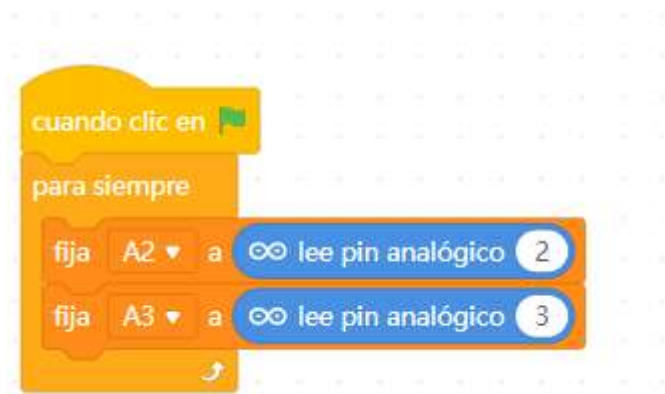 cuando clic en
para siempre
fija A2 a lee pin analógico 2
fija A3 a lee pin analógico 3